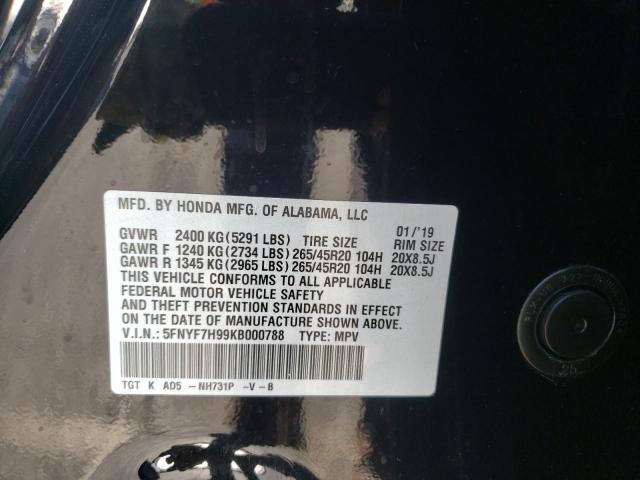 MFD. BY HONDA MFG. OF ALABAMA, LLC
01/'19
GVWR 2400 KG (5291 LBS) TIRE SIZE RIM SIZE
GAWR F 1240 KG (2734 LBS) 265/45R20 104H 20X8.5J
GAWR R 1345 KG (2965 LBS) 265/45R20 104H 20X8.5J
THIS VEHICLE CONFORMS TO ALL APPLICABLE
FEDERAL MOTOR VEHICLE SAFETY
AND THEFT PREVENTION STANDARDS IN EFFECT
ON THE DATE OF MANUFACTURE SHOWN ABOVE.
V.I.N.: 5FNYF7H99KB000788 TYPE: MPV
TGT K AD5 -NH731P -V-B
25